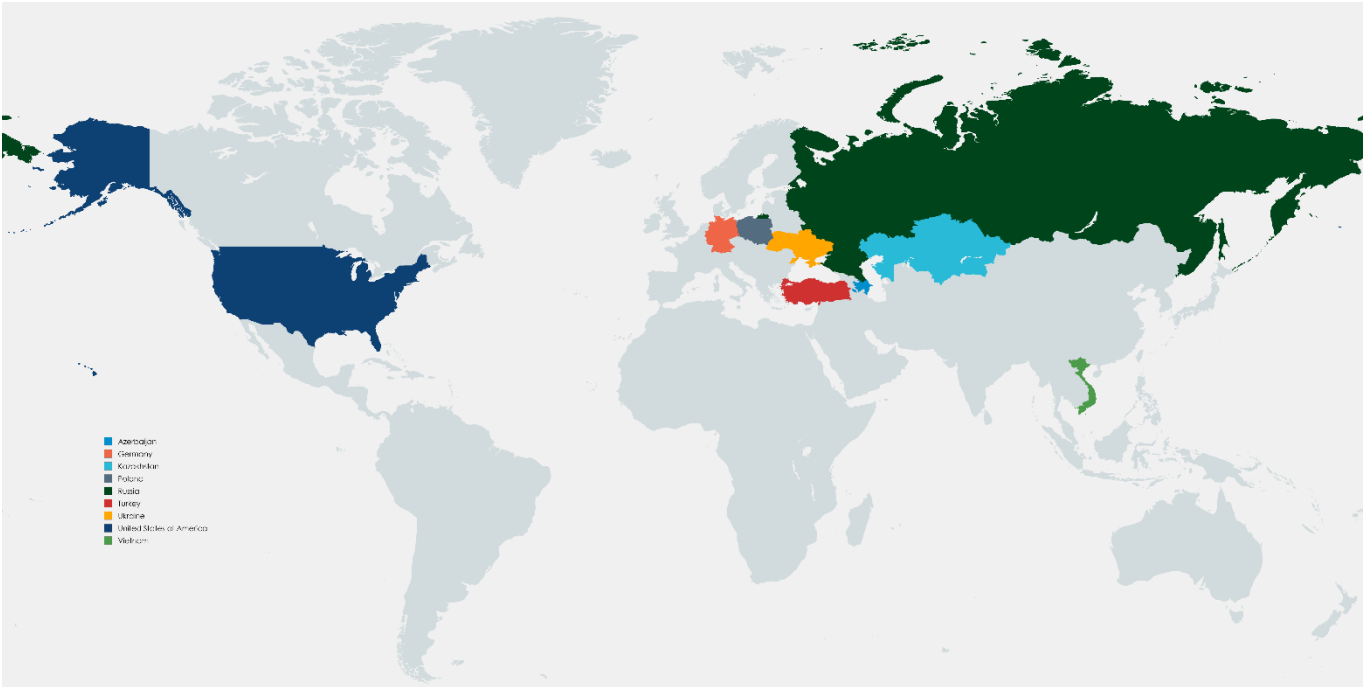 Azerbaijan
Germany
Kazakhstan
Poland
Russia
Turkey
Ukraine
United States of America
Vietnam